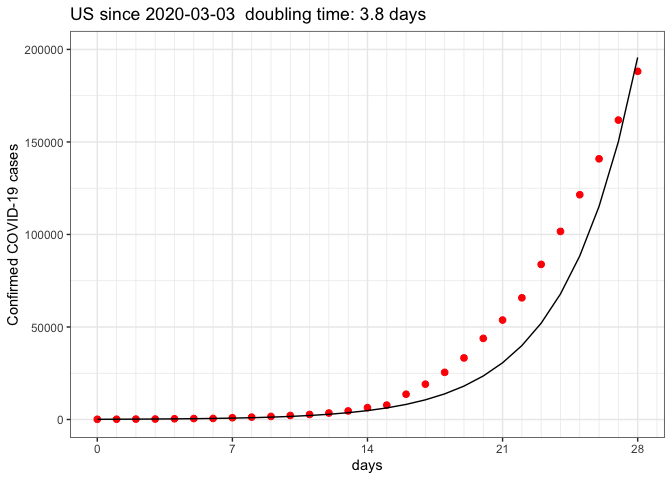 US since 2020-03-03  doubling time: 3.8 days
200000
150000
100000
50000
0
Confirmed COVID-19 cases
0 7 14 21 28
days